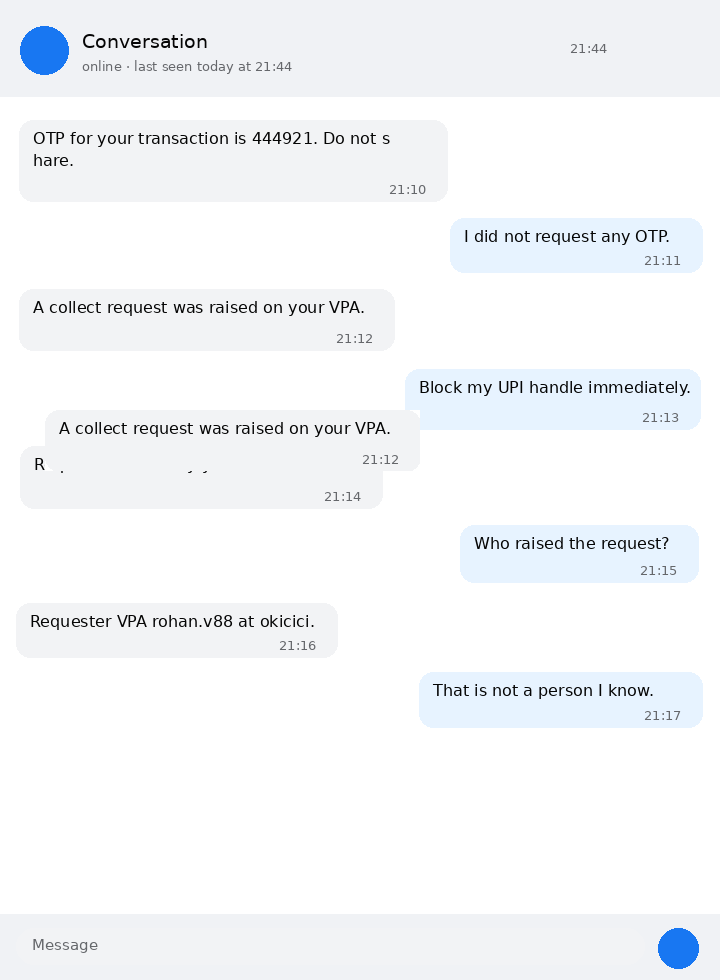 Conversation
21:44
online · last seen today at 21:44
OTP for your transaction is 444921. Do not s
hare.
21:10
I did not request any OTP.
21:11
A collect request was raised on your VPA.
21:12
Block my UPI handle immediately.
21:13
A collect request was raised on your VPA.
21:12
21:14
Who raised the request?
21:15
Requester VPA rohan.v88 at okicici.
21:16
That is not a person I know.
21:17
Message